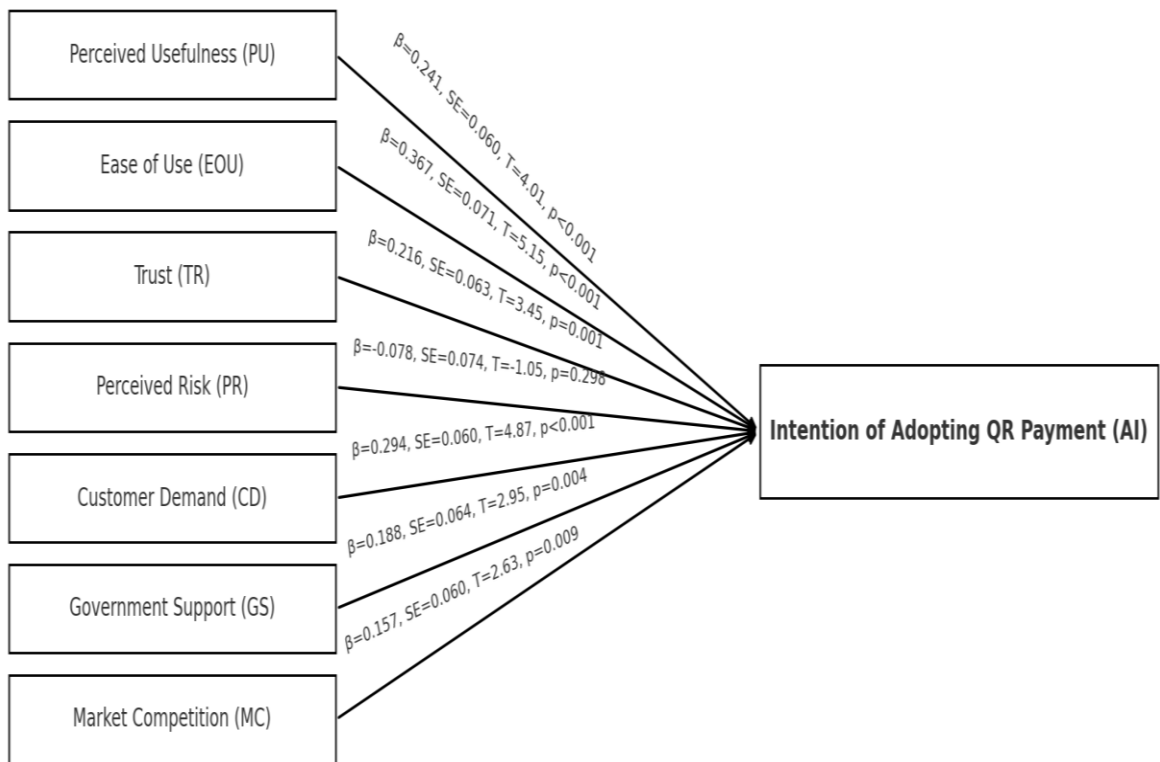 Perceived Usefulness (PU)
β=0.241, SE=0.060, T=4.01, p<0.001
Ease of Use (EOU)
β=0.367, SE=0.071, T=5.15, p<0.001
Trust (TR)
β=0.216, SE=0.063, T=3.45, p=0.001
Perceived Risk (PR)
β=-0.078, SE=0.074, T=-1.05, p=0.298
Intention of Adopting QR Payment (AI)
Customer Demand (CD)
β=0.294, SE=0.060, T=4.87, p<0.001
Government Support (GS)
β=0.188, SE=0.064, T=2.95, p=0.004
Market Competition (MC)
β=0.157, SE=0.060, T=2.63, p=0.009